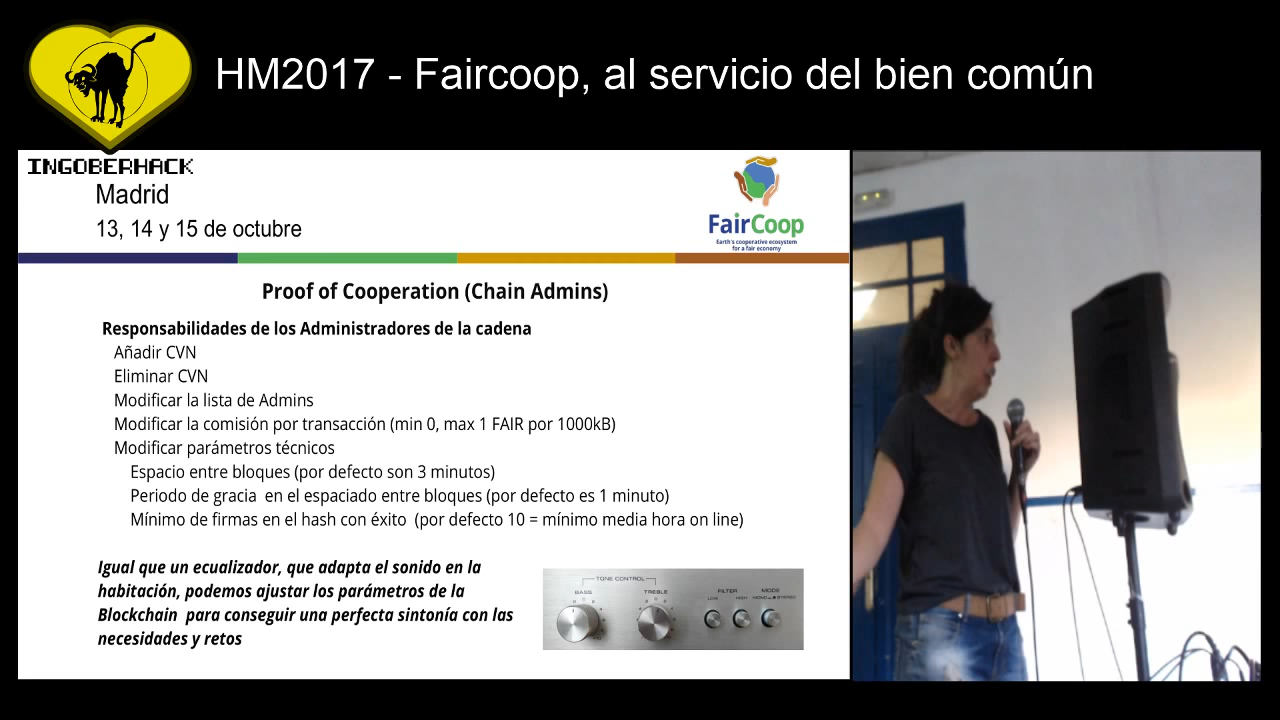 HM2017 - Faircoop, al servicio del bien común
INGOBERHACK
Madrid
13, 14 y 15 de octubre
FairCoop
Earth's cooperative ecosystem
for a fair economy
Proof of Cooperation (Chain Admins)
Responsabilidades de los Administradores de la cadena
Añadir CVN
Eliminar CVN
Modificar la lista de Admins
Modificar la comisión por transacción (min 0, max 1 FAIR por 1000kB)
Modificar parámetros técnicos
Espacio entre bloques (por defecto son 3 minutos)
Periodo de gracia en el espaciado entre bloques (por defecto es 1 minuto)
Mínimo de firmas en el hash con éxito (por defecto 10 = mínimo media hora on line)
Igual que un ecualizador, que adapta el sonido en la
habitación, podemos ajustar los parámetros de la
Blockchain para conseguir una perfecta sintonía con las
necesidades y retos
TONE CONTROL
BASS TREBLE FILTER MODE
LOW HIGH MONO STEREO